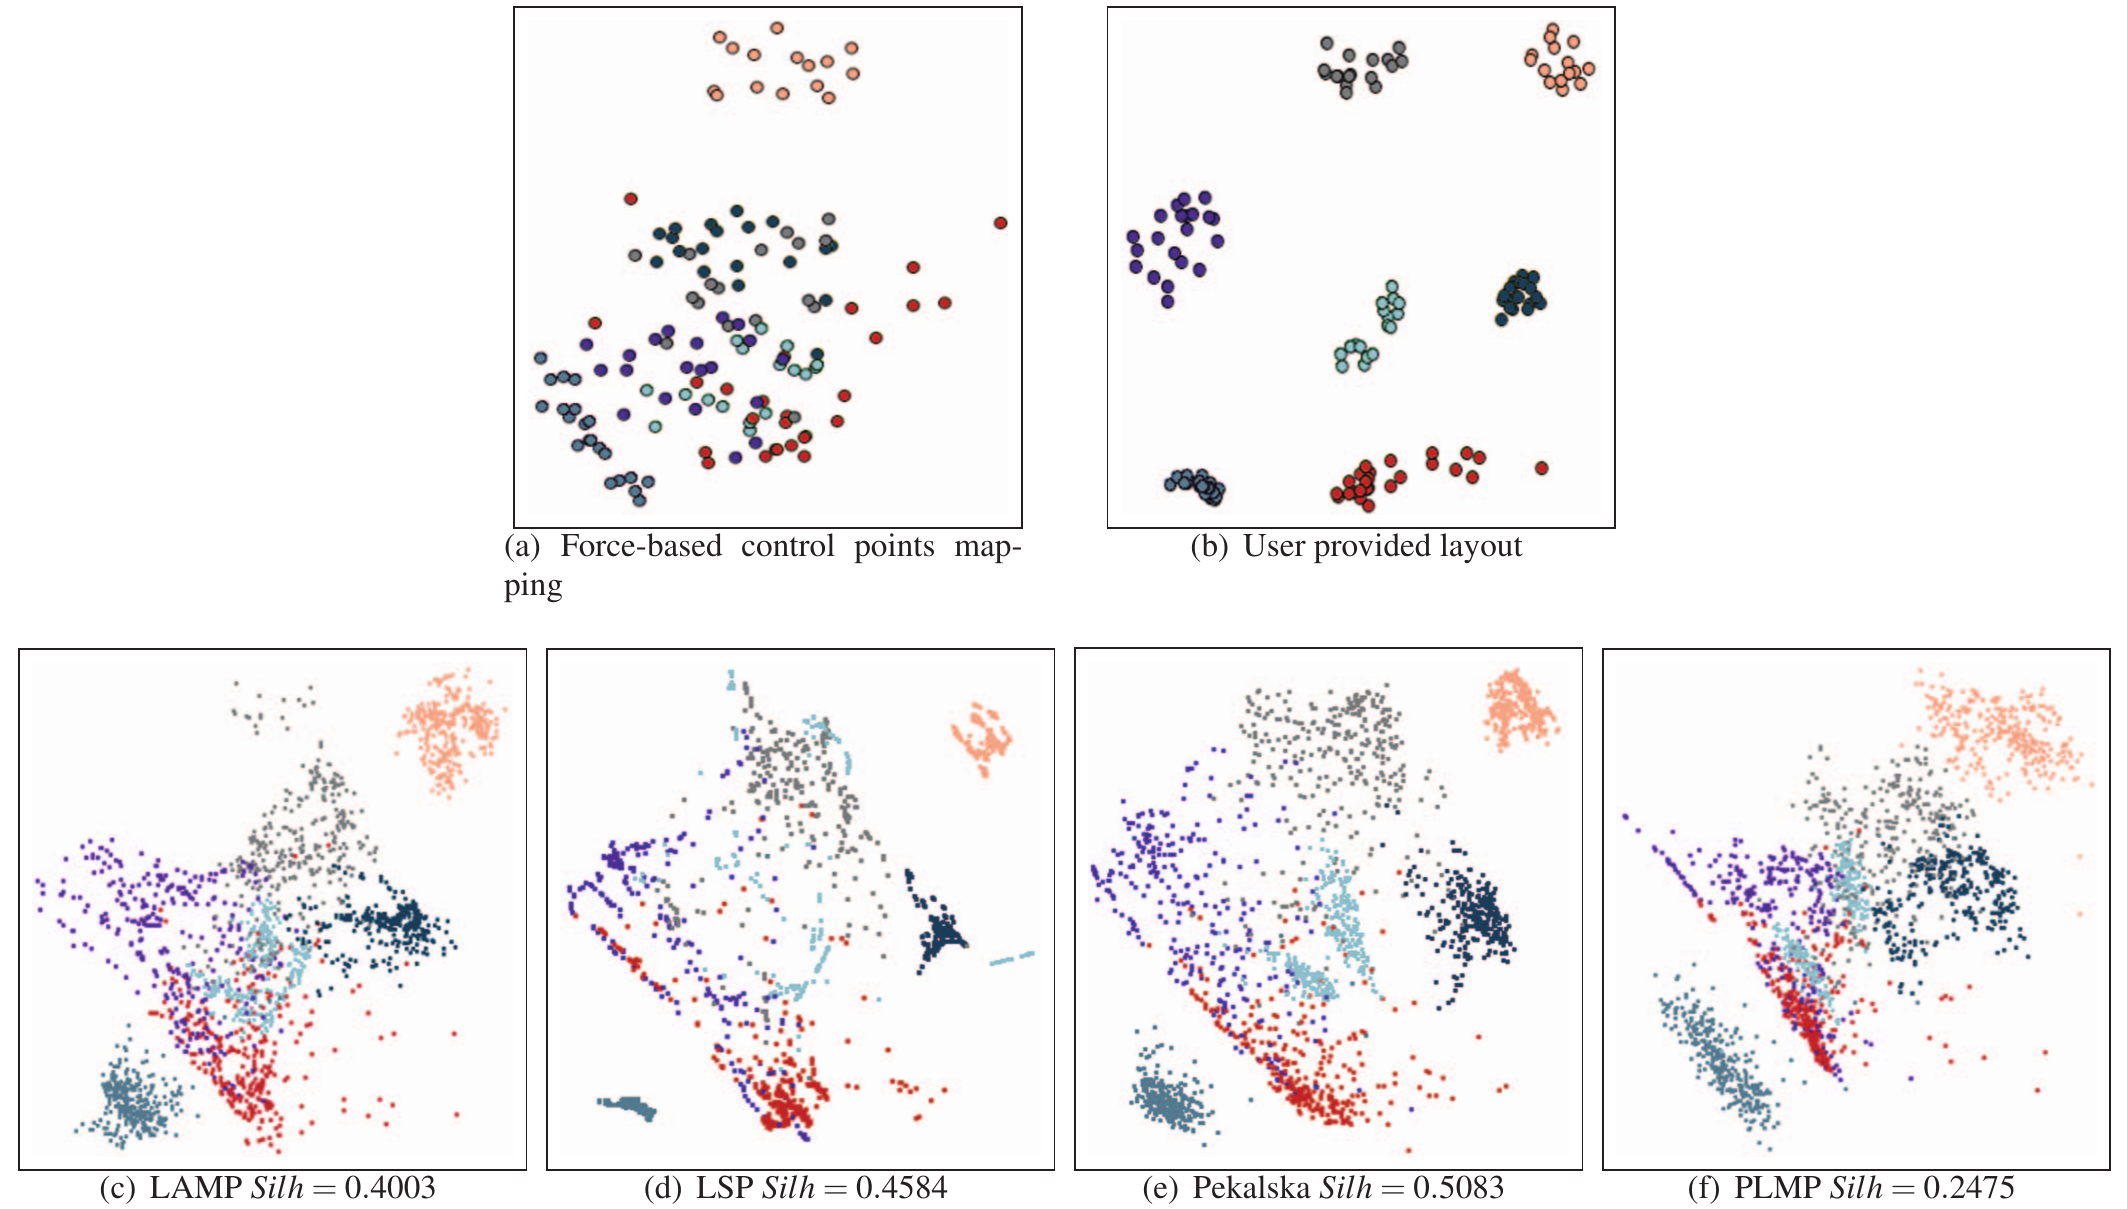 (a) Force-based control points map-
ping
(b) User provided layout
(c) LAMP Silh = 0.4003
(d) LSP Silh = 0.4584
(e) Pekalska Silh = 0.5083
(f) PLMP Silh = 0.2475